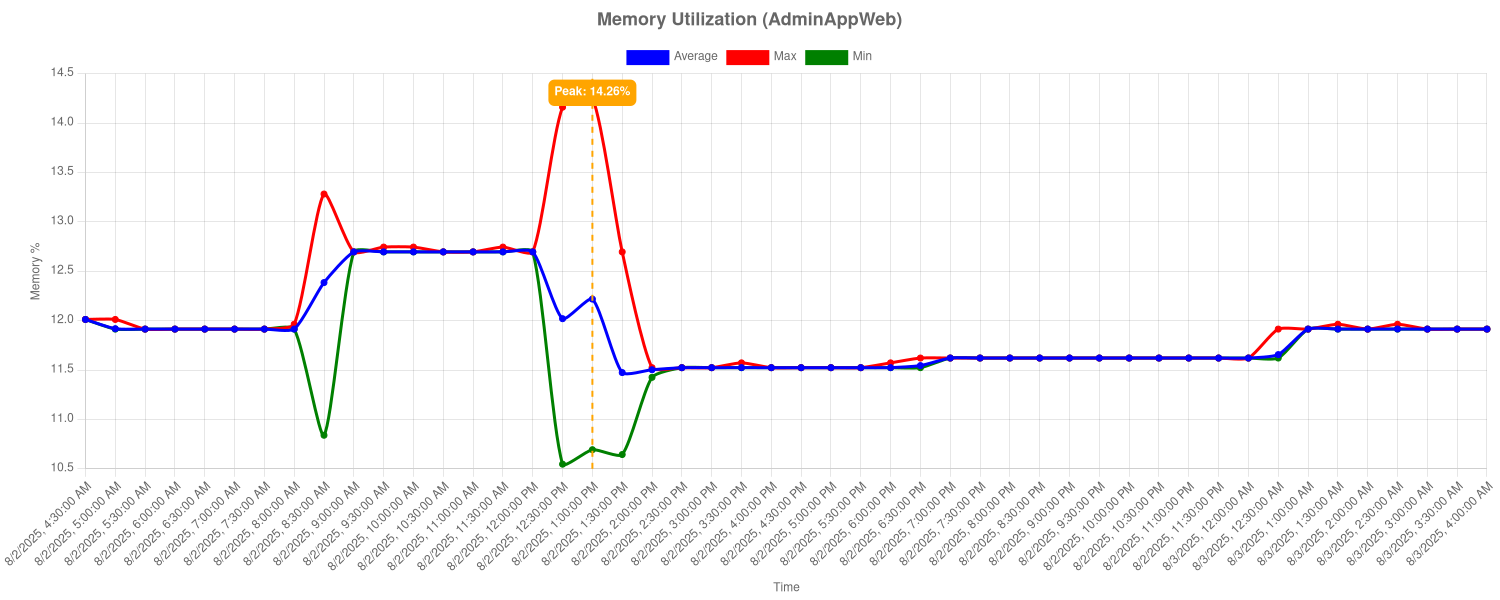 Memory Utilization (AdminAppWeb)
Average Max Min
14.5
Peak: 14.26%
14.0
13.5
13.0
12.5
12.0
11.5
11.0
10.5
Memory %
8/2/2025, 4:30:00 AM
8/2/2025, 5:00:00 AM
8/2/2025, 5:30:00 AM
8/2/2025, 6:00:00 AM
8/2/2025, 6:30:00 AM
8/2/2025, 7:00:00 AM
8/2/2025, 7:30:00 AM
8/2/2025, 8:00:00 AM
8/2/2025, 8:30:00 AM
8/2/2025, 9:00:00 AM
8/2/2025, 9:30:00 AM
8/2/2025, 10:00:00 AM
8/2/2025, 10:30:00 AM
8/2/2025, 11:00:00 AM
8/2/2025, 11:30:00 AM
8/2/2025, 12:00:00 PM
8/2/2025, 12:30:00 PM
8/2/2025, 1:00:00 PM
8/2/2025, 1:30:00 PM
8/2/2025, 2:00:00 PM
8/2/2025, 2:30:00 PM
8/2/2025, 3:00:00 PM
8/2/2025, 3:30:00 PM
8/2/2025, 4:00:00 PM
8/2/2025, 4:30:00 PM
8/2/2025, 5:00:00 PM
8/2/2025, 5:30:00 PM
8/2/2025, 6:00:00 PM
8/2/2025, 6:30:00 PM
8/2/2025, 7:00:00 PM
8/2/2025, 7:30:00 PM
8/2/2025, 8:00:00 PM
8/2/2025, 8:30:00 PM
8/2/2025, 9:00:00 PM
8/2/2025, 9:30:00 PM
8/2/2025, 10:00:00 PM
8/2/2025, 10:30:00 PM
8/2/2025, 11:00:00 PM
8/2/2025, 11:30:00 PM
8/3/2025, 12:00:00 AM
8/3/2025, 12:30:00 AM
8/3/2025, 1:00:00 AM
8/3/2025, 1:30:00 AM
8/3/2025, 2:00:00 AM
8/3/2025, 2:30:00 AM
8/3/2025, 3:00:00 AM
8/3/2025, 3:30:00 AM
8/3/2025, 4:00:00 AM
Time